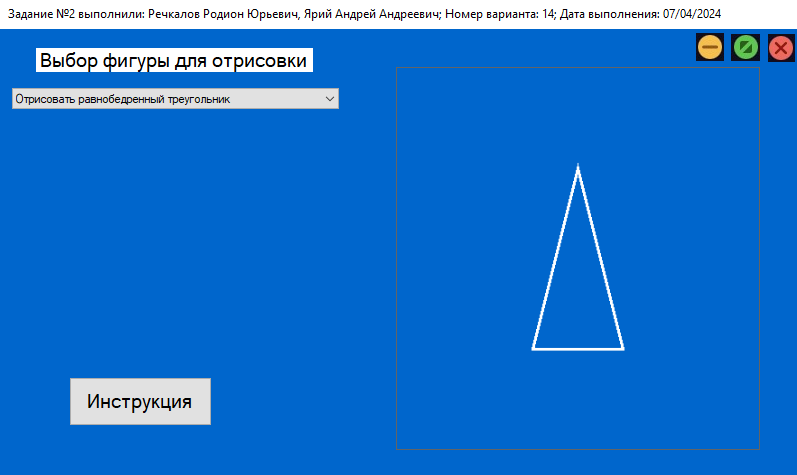 Задание №2 выполнили: Речкалов Родион Юрьевич, Ярий Андрей Андреевич; Номер варианта: 14; Дата выполнения: 07/04/2024
Выбор фигуры для отрисовки
Отрисовать равнобедренный треугольник
Инструкция